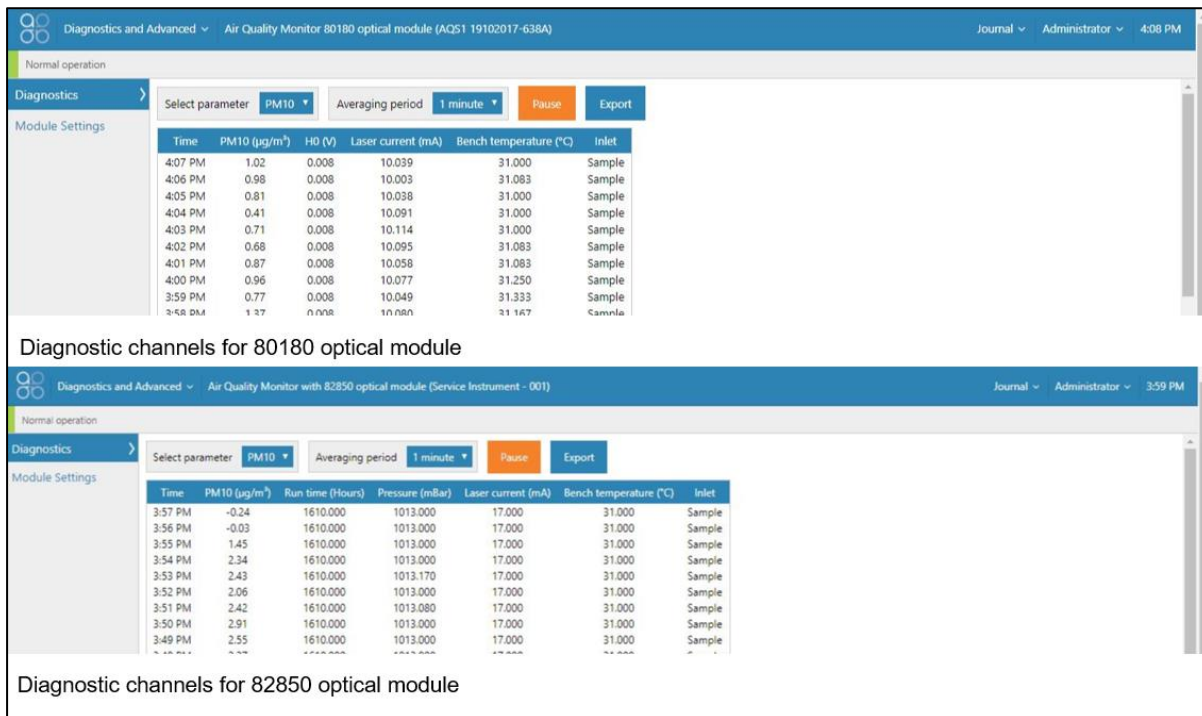 Diagnostics and Advanced Air Quality Monitor 80180 optical module (AQS1 19102017-638A) Journal Administrator 4:08 PM
Normal operation
Diagnostics
Module Settings
Select parameter PM10 Averaging period 1 minute Pause Export
Time PM10 (µg/m³) H0 (V) Laser current (mA) Bench temperature (°C) Inlet
4:07 PM 1.02 0.008 10.039 31.000 Sample
4:06 PM 0.98 0.008 10.003 31.083 Sample
4:05 PM 0.81 0.008 10.038 31.000 Sample
4:04 PM 0.41 0.008 10.091 31.000 Sample
4:03 PM 0.71 0.008 10.114 31.000 Sample
4:02 PM 0.68 0.008 10.095 31.083 Sample
4:01 PM 0.87 0.008 10.058 31.083 Sample
4:00 PM 0.96 0.008 10.077 31.250 Sample
3:59 PM 0.77 0.008 10.049 31.333 Sample
3:58 PM 1.37 0.008 10.080 31.167 Sample
Diagnostic channels for 80180 optical module
Diagnostics and Advanced Air Quality Monitor with 82850 optical module (Service Instrument - 001) Journal Administrator 3:59 PM
Normal operation
Diagnostics
Module Settings
Select parameter PM10 Averaging period 1 minute Pause Export
Time PM10 (µg/m³) Run time (Hours) Pressure (mBar) Laser current (mA) Bench temperature (°C) Inlet
3:57 PM -0.24 1610.000 1013.000 17.000 31.000 Sample
3:56 PM -0.03 1610.000 1013.000 17.000 31.000 Sample
3:55 PM 1.45 1610.000 1013.000 17.000 31.000 Sample
3:54 PM 2.34 1610.000 1013.000 17.000 31.000 Sample
3:53 PM 2.43 1610.000 1013.170 17.000 31.000 Sample
3:52 PM 2.06 1610.000 1013.000 17.000 31.000 Sample
3:51 PM 2.42 1610.000 1013.080 17.000 31.000 Sample
3:50 PM 2.91 1610.000 1013.000 17.000 31.000 Sample
3:49 PM 2.55 1610.000 1013.000 17.000 31.000 Sample
Diagnostic channels for 82850 optical module